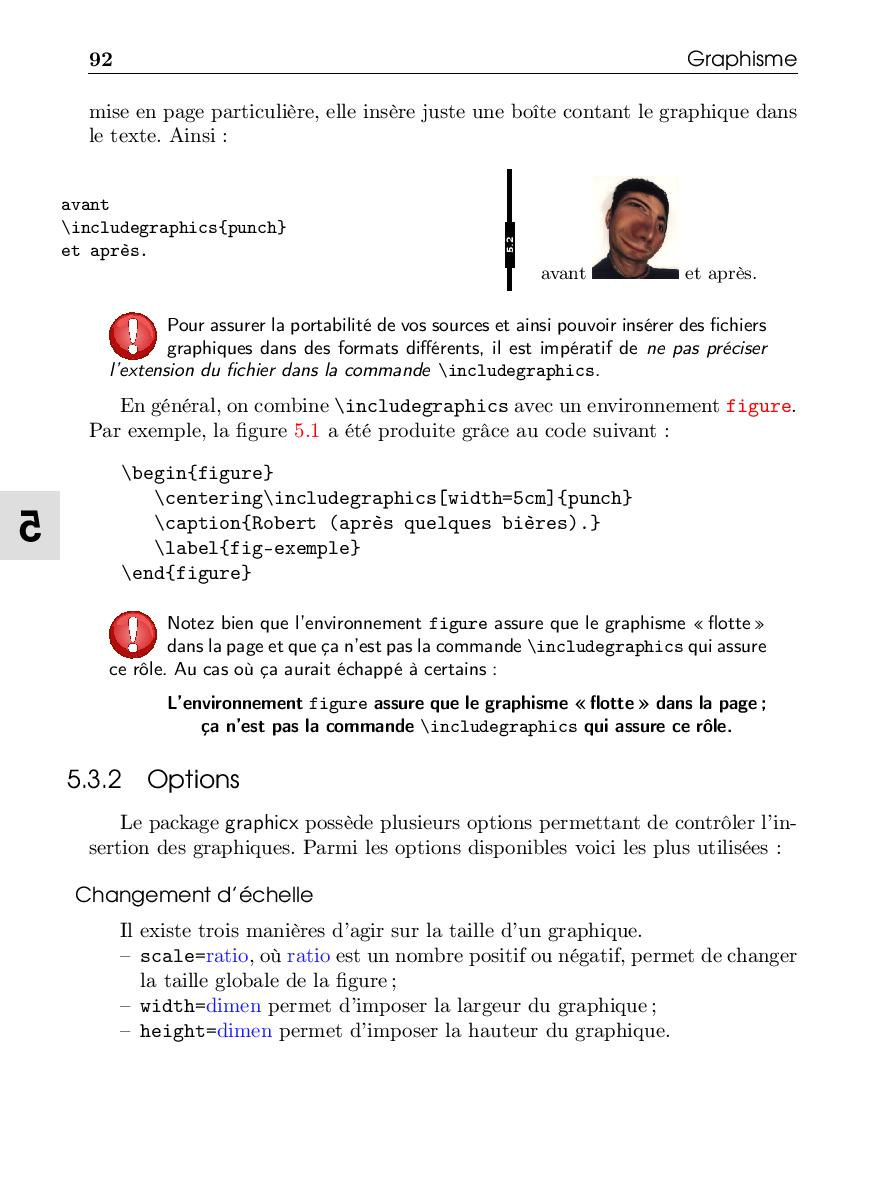 92 Graphisme
mise en page particulière, elle insère juste une boîte contant le graphique dans
le texte. Ainsi :
avant
\includegraphics{punch}
et après.
5.2
avant et après.
Pour assurer la portabilité de vos sources et ainsi pouvoir insérer des fichiers
graphiques dans des formats différents, il est impératif de ne pas préciser
l'extension du fichier dans la commande \includegraphics.
En général, on combine \includegraphics avec un environnement figure.
Par exemple, la figure 5.1 a été produite grâce au code suivant :
\begin{figure}
\centering\includegraphics[width=5cm]{punch}
\caption{Robert (après quelques bières).}
\label{fig-exemple}
\end{figure}
5
Notez bien que l'environnement figure assure que le graphisme « flotte »
dans la page et que ça n'est pas la commande \includegraphics qui assure
ce rôle. Au cas où ça aurait échappé à certains :
L'environnement figure assure que le graphisme « flotte » dans la page ;
ça n'est pas la commande \includegraphics qui assure ce rôle.
5.3.2 Options
Le package graphicx possède plusieurs options permettant de contrôler l'in-
sertion des graphiques. Parmi les options disponibles voici les plus utilisées :
Changement d'échelle
Il existe trois manières d'agir sur la taille d'un graphique.
– scale=ratio, où ratio est un nombre positif ou négatif, permet de changer
la taille globale de la figure ;
– width=dimen permet d'imposer la largeur du graphique ;
– height=dimen permet d'imposer la hauteur du graphique.